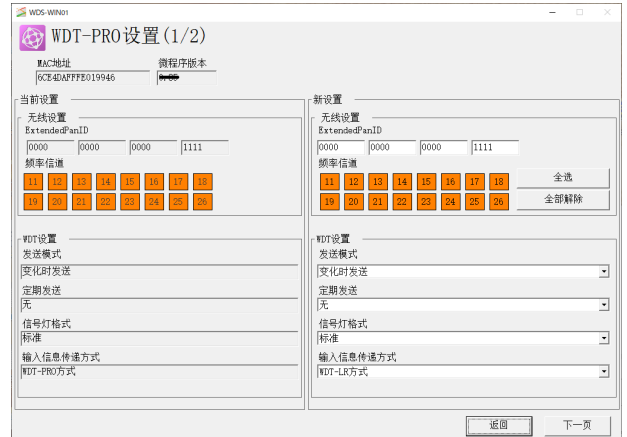 WDS-WIN01
WDT-PRO设置(1/2)
MAC地址 微程序版本
6CE4DAFFFE019946
当前设置
无线设置
ExtendedPanID
0000 0000 0000 1111
频率信道
11 12 13 14 15 16 17 18
19 20 21 22 23 24 25 26
WDT设置
发送模式
变化时发送
定期发送
无
信号灯格式
标准
输入信息传递方式
WDT-PRO方式
新设置
无线设置
ExtendedPanID
0000 0000 0000 1111
频率信道
11 12 13 14 15 16 17 18 全选
19 20 21 22 23 24 25 26 全部解除
WDT设置
发送模式
变化时发送
定期发送
无
信号灯格式
标准
输入信息传递方式
WDT-LR方式
返回 下一页